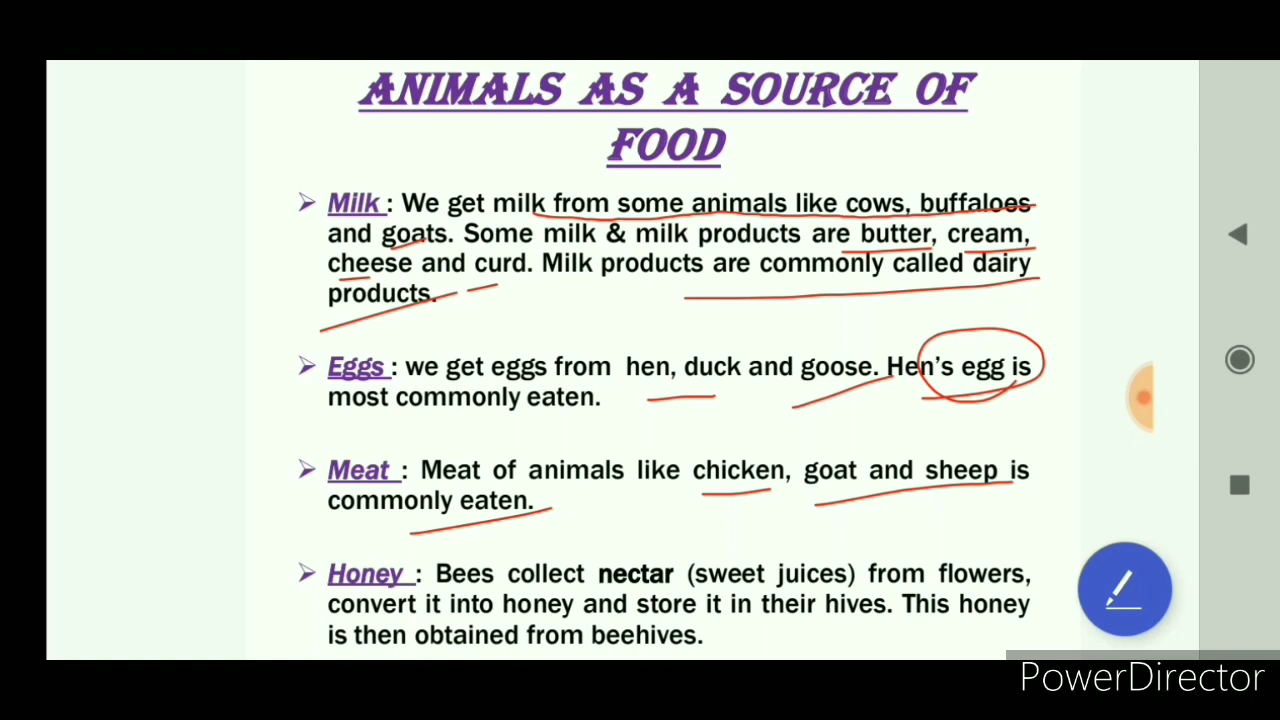 ANIMALS AS A SOURCE OF
FOOD
➢ Milk : We get milk from some animals like cows, buffaloes
and goats. Some milk & milk products are butter, cream,
cheese and curd. Milk products are commonly called dairy
products.
➢ Eggs : we get eggs from hen, duck and goose. Hen's egg is
most commonly eaten.
➢ Meat : Meat of animals like chicken, goat and sheep is
commonly eaten.
➢ Honey : Bees collect nectar (sweet juices) from flowers,
convert it into honey and store it in their hives. This honey
is then obtained from beehives.
PowerDirector